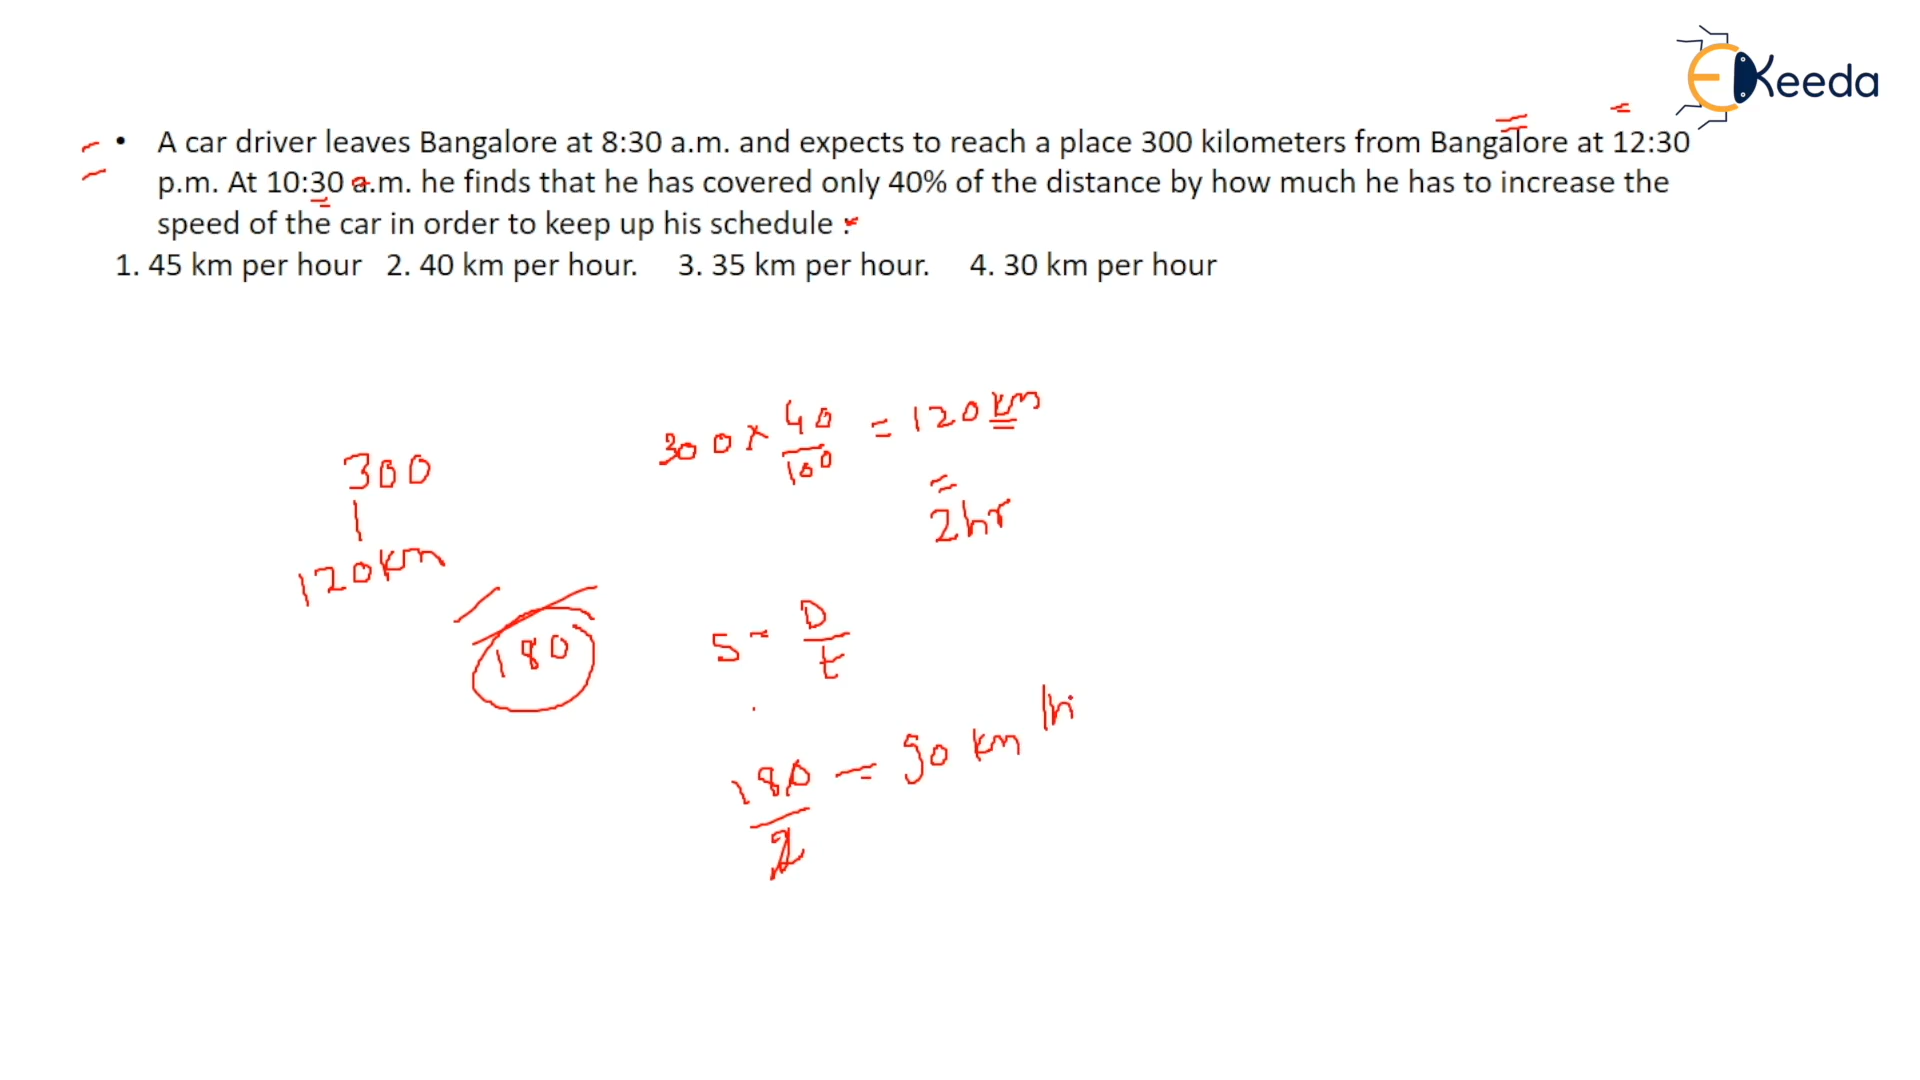 EKeeda
• A car driver leaves Bangalore at 8:30 a.m. and expects to reach a place 300 kilometers from Bangalore at 12:30
p.m. At 10:30 a.m. he finds that he has covered only 40% of the distance by how much he has to increase the
speed of the car in order to keep up his schedule :
1. 45 km per hour 2. 40 km per hour. 3. 35 km per hour. 4. 30 km per hour
300 × 40/100 = 120 km
= 2hr
300
120km
180
S = D/t
180/2 = 90 km /hr